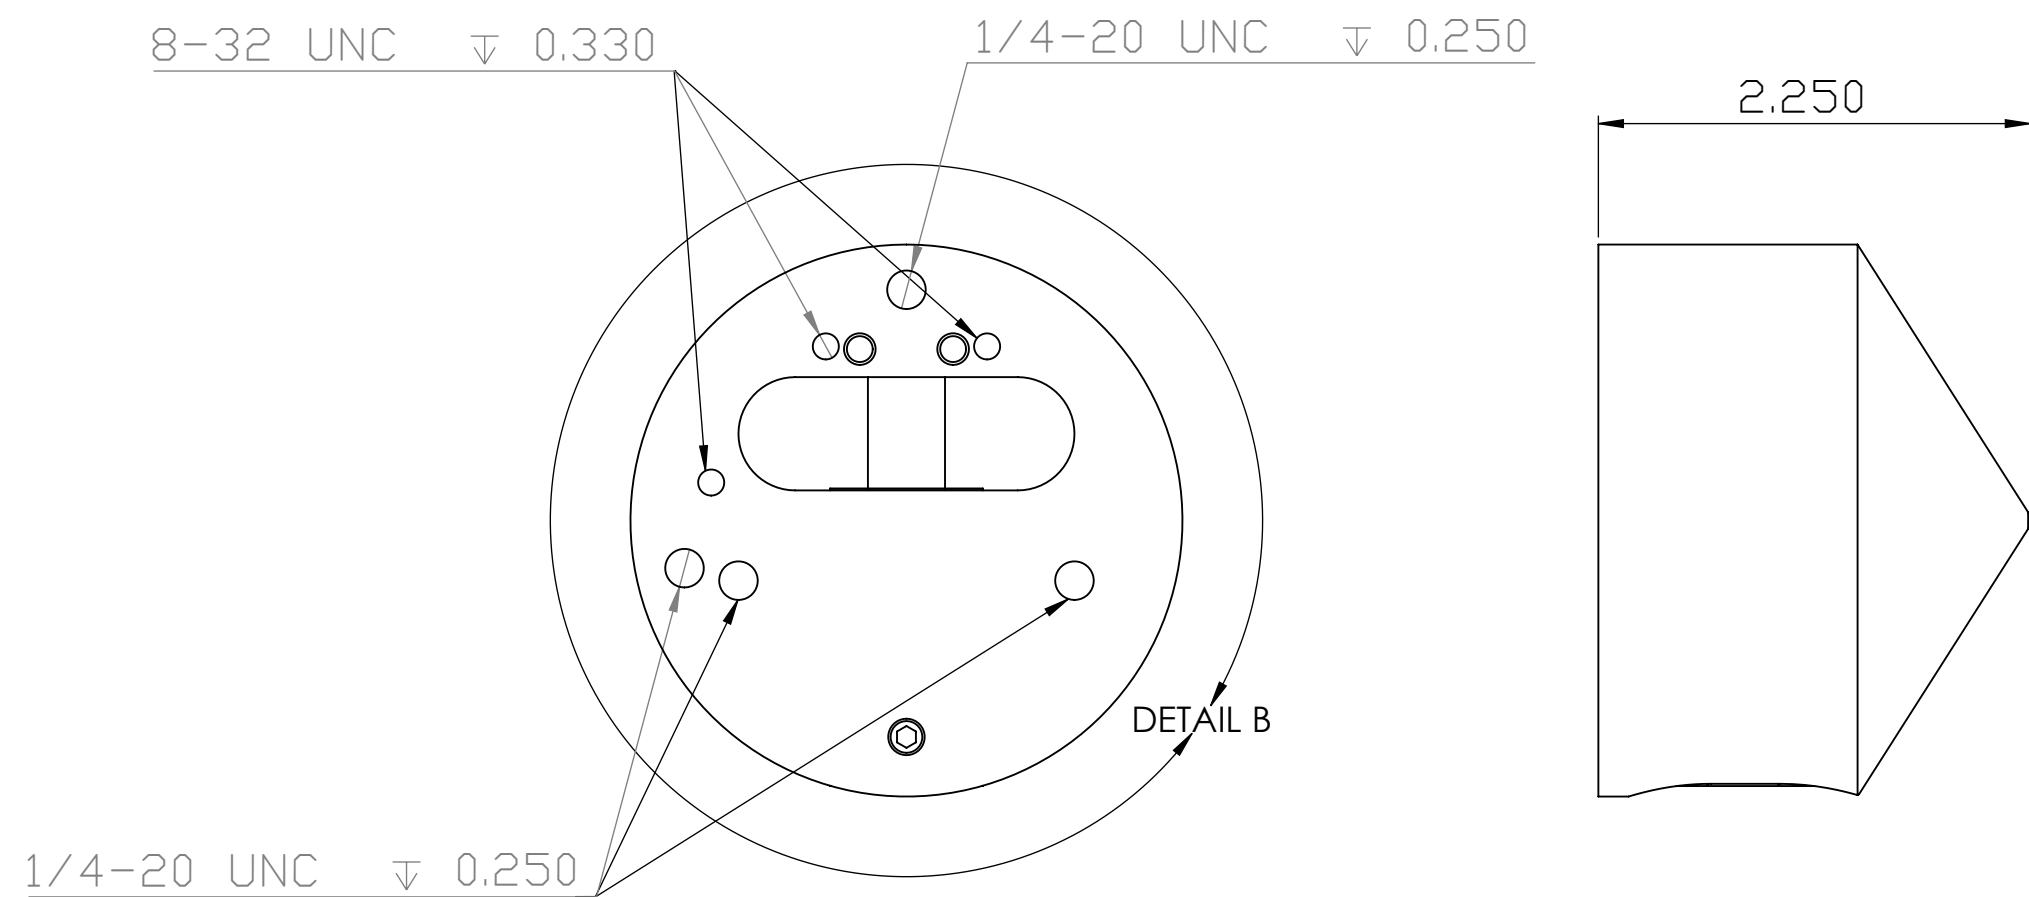 8-32 UNC ↧ 0.330
1/4-20 UNC ↧ 0.250
2.250
DETAIL B
1/4-20 UNC ↧ 0.250